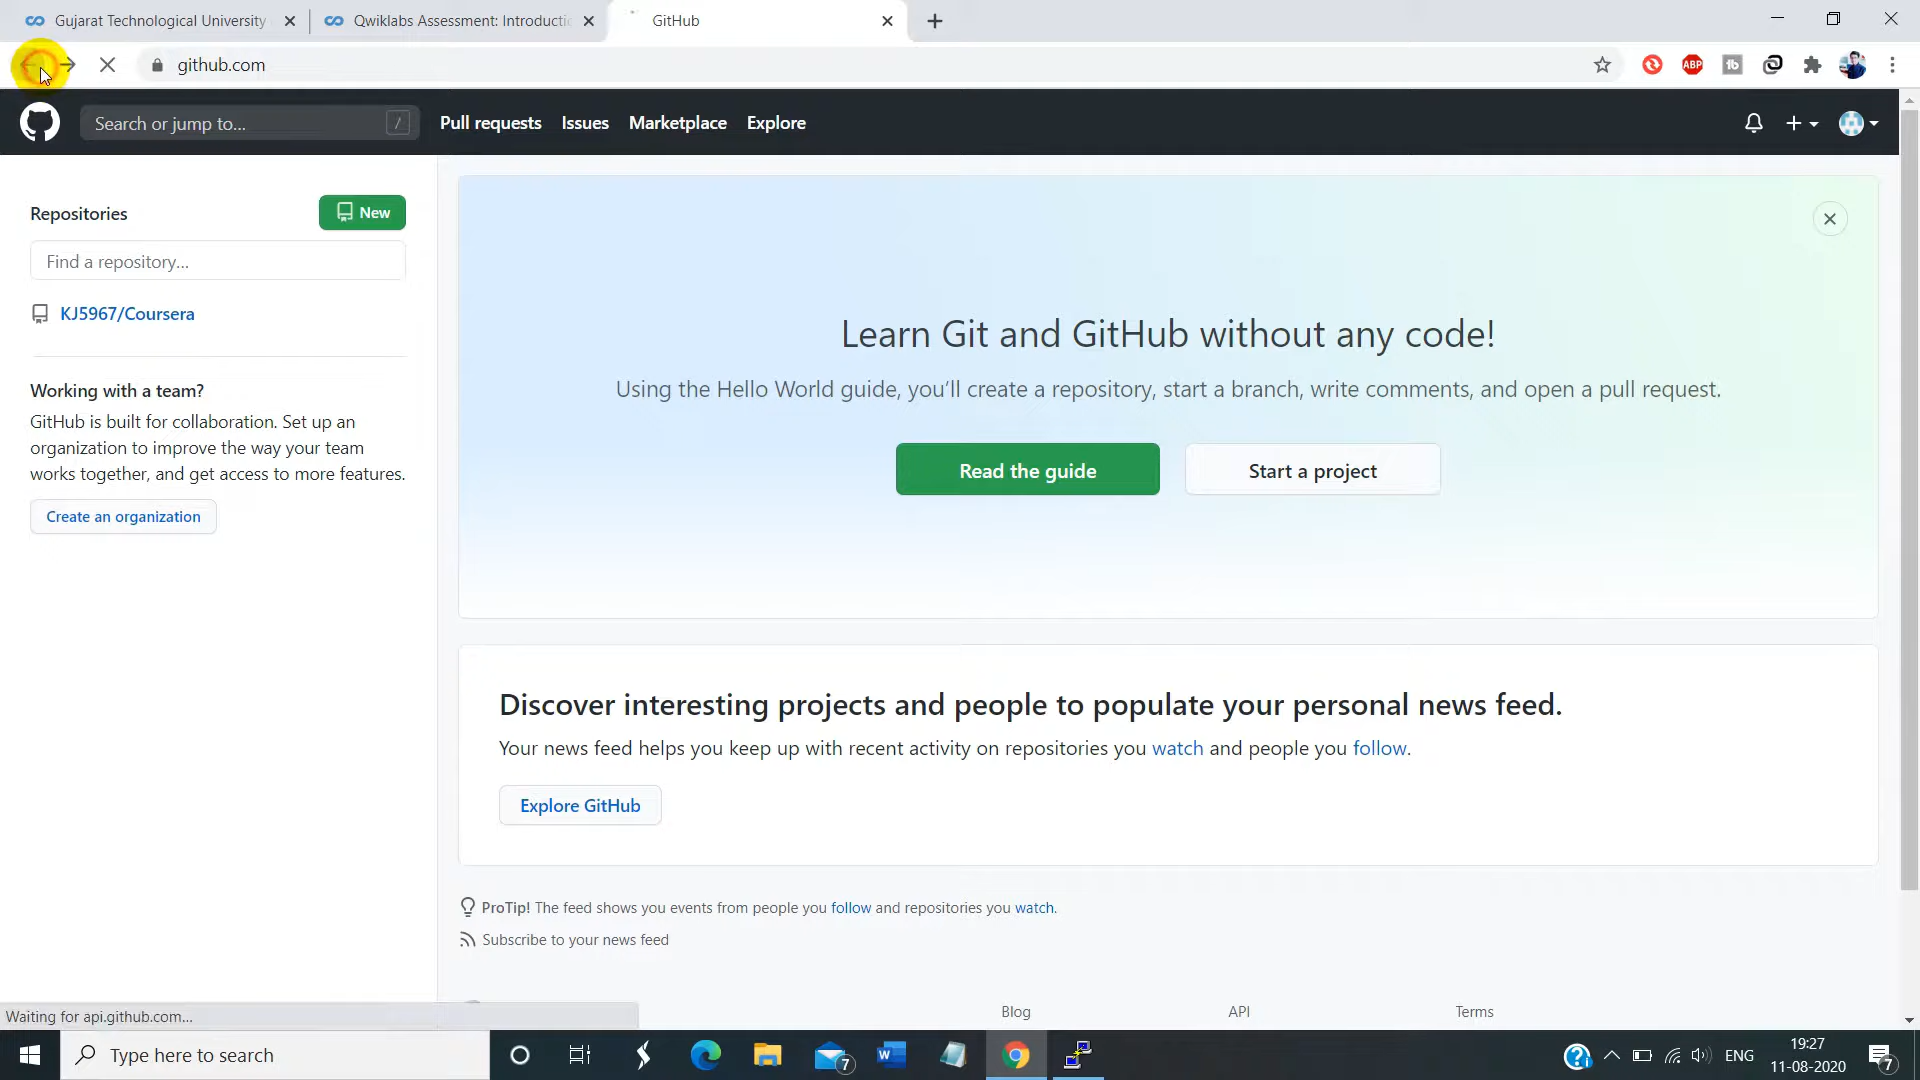 Gujarat Technological University
Qwiklabs Assessment: Introductio
GitHub
github.com
ABP
Search or jump to...
/
Pull requests
Issues
Marketplace
Explore
Repositories
New
Find a repository...
KJ5967/Coursera
Working with a team?
GitHub is built for collaboration. Set up an
organization to improve the way your team
works together, and get access to more features.
Create an organization
Learn Git and GitHub without any code!
Using the Hello World guide, you'll create a repository, start a branch, write comments, and open a pull request.
Read the guide
Start a project
Discover interesting projects and people to populate your personal news feed.
Your news feed helps you keep up with recent activity on repositories you watch and people you follow.
Explore GitHub
ProTip! The feed shows you events from people you follow and repositories you watch.
Subscribe to your news feed
Blog
API
Terms
Waiting for api.github.com...
Type here to search
7
ENG
19:27
11-08-2020
7